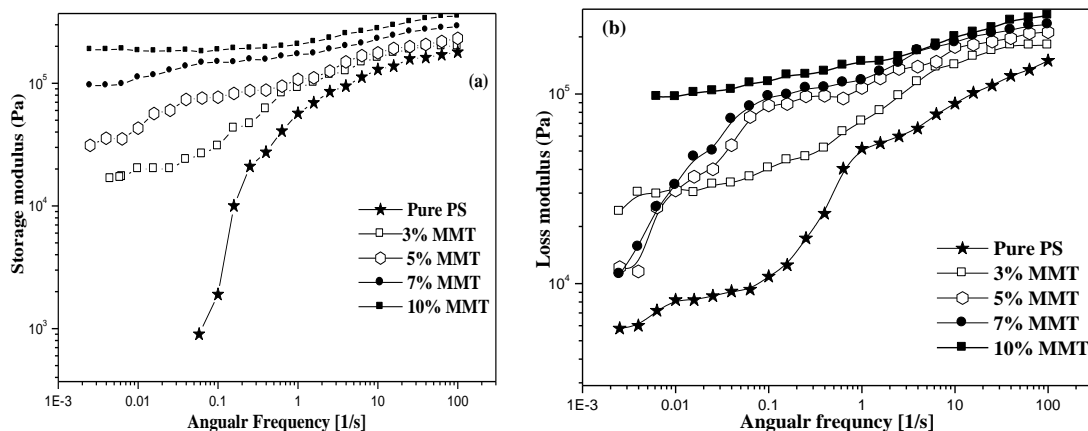 (a)
Storage modulus (Pa)
10^5
10^4
10^3
Pure PS
3% MMT
5% MMT
7% MMT
10% MMT
1E-3 0.01 0.1 1 10 100
Angualr Frequency [1/s]
(b)
Loss modulus (Pa)
10^5
10^4
Pure PS
3% MMT
5% MMT
7% MMT
10% MMT
1E-3 0.01 0.1 1 10 100
Angualr frequncy [1/s]